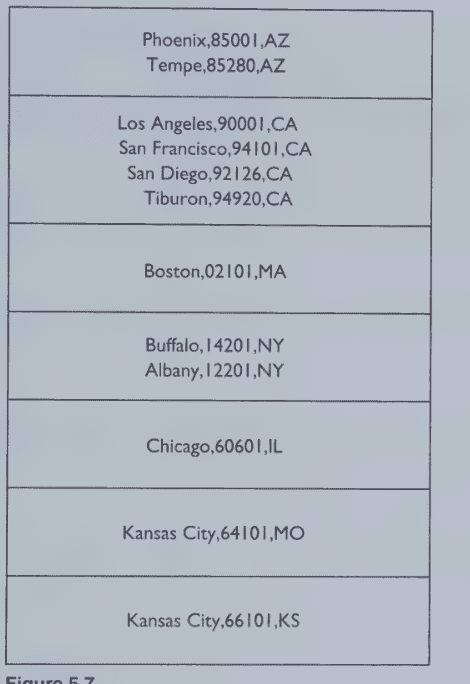 Phoenix,85001,AZ
Tempe,85280,AZ
Los Angeles,90001,CA
San Francisco,94101,CA
San Diego,92126,CA
Tiburon,94920,CA
Boston,02101,MA
Buffalo,14201,NY
Albany,12201,NY
Chicago,60601,IL
Kansas City,64101,MO
Kansas City,66101,KS
Figure 5.7